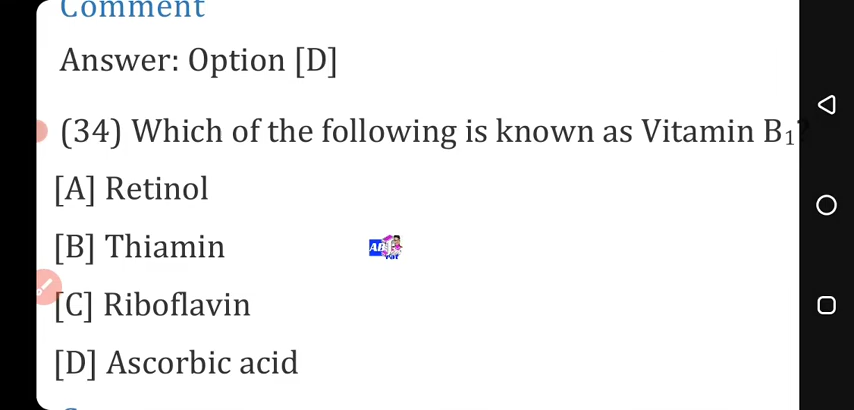 Comment
Answer: Option [D]
(34) Which of the following is known as Vitamin B₁?
[A] Retinol
[B] Thiamin
[C] Riboflavin
[D] Ascorbic acid